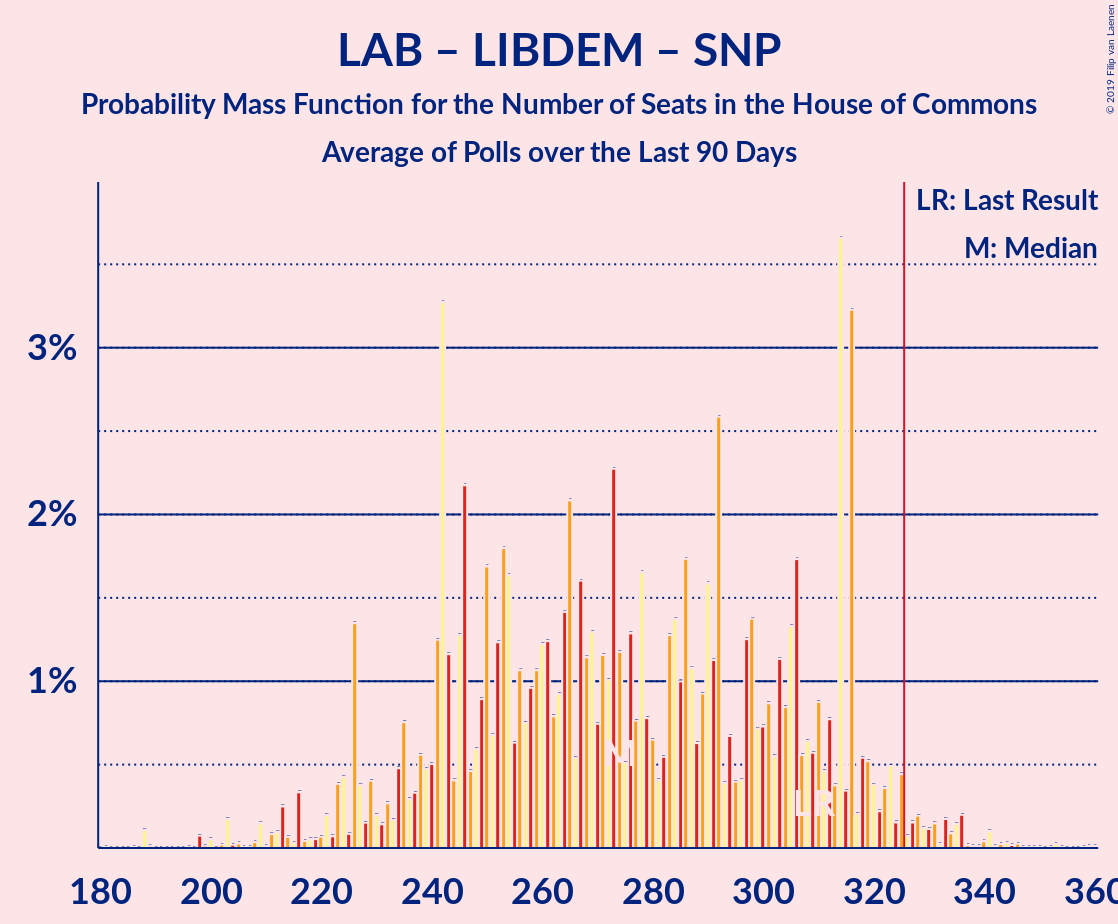 LAB – LIBDEM – SNP
Probability Mass Function for the Number of Seats in the House of Commons
Average of Polls over the Last 90 Days
© 2019 Filip van Laenen
LR: Last Result
M: Median
3%
2%
1%
M
LR
180 200 220 240 260 280 300 320 340 360